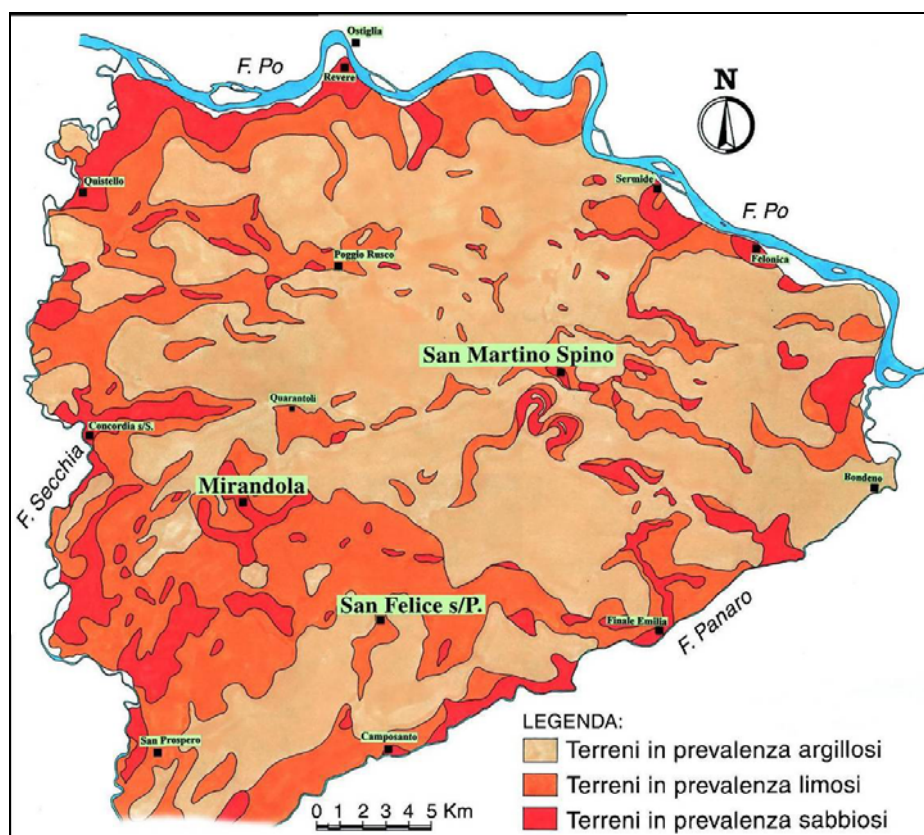 Ostiglia
F. Po
Revere
N
Quistello
Sermide
F. Po
Poggio Rusco
Felonica
San Martino Spino
Quarantoli
Concordia s/S.
F. Secchia
Mirandola
Bondeno
San Felice s/P.
Finale Emilia
F. Panaro
San Prospero
Camposanto
LEGENDA:
Terreni in prevalenza argillosi
Terreni in prevalenza limosi
Terreni in prevalenza sabbiosi
0 1 2 3 4 5 Km